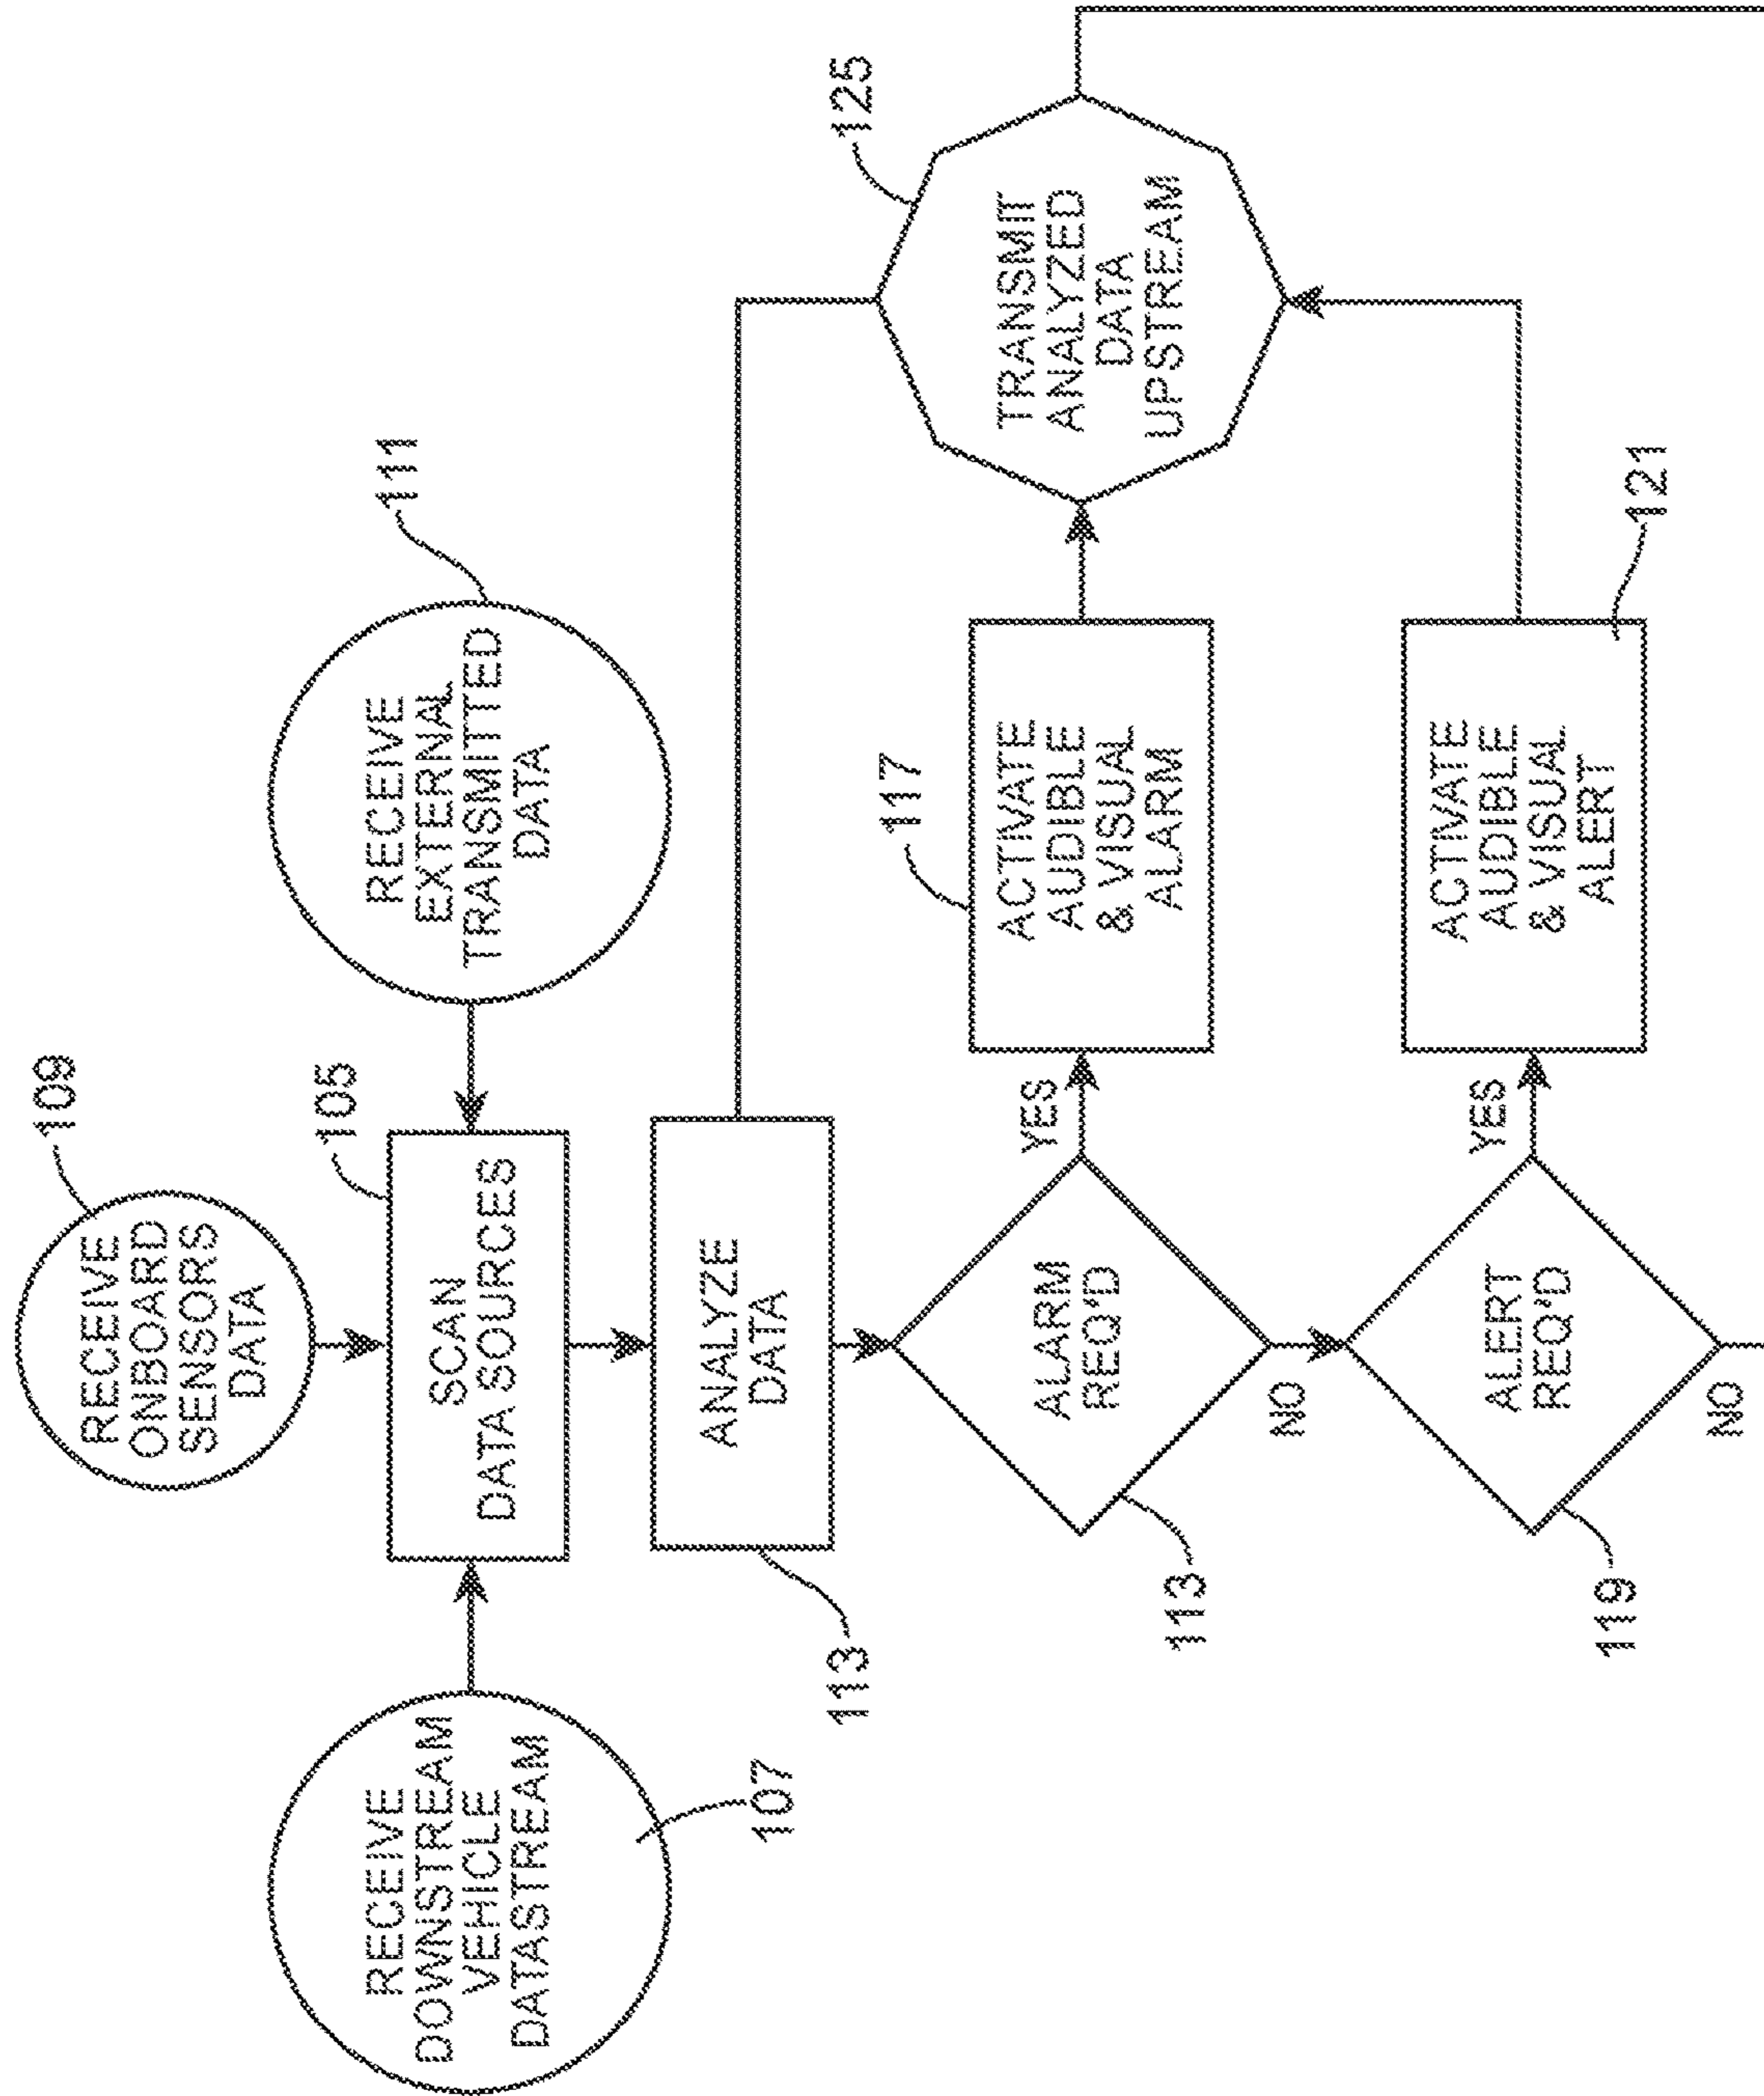 109
RECEIVE
ONBOARD
SENSORS
DATA
RECEIVE
DOWNSTREAM
VEHICLE
DATASTREAM
107
105
SCAN
DATA SOURCES
111
RECEIVE
EXTERNAL
TRANSMITTED
DATA
113
ANALYZE
DATA
125
TRANSMIT
ANALYZED
DATA
UPSTREAM
113
ALARM
REQ'D
YES
NO
117
ACTIVATE
AUDIBLE
& VISUAL
ALARM
119
ALERT
REQ'D
YES
NO
ACTIVATE
AUDIBLE
& VISUAL
ALERT
121